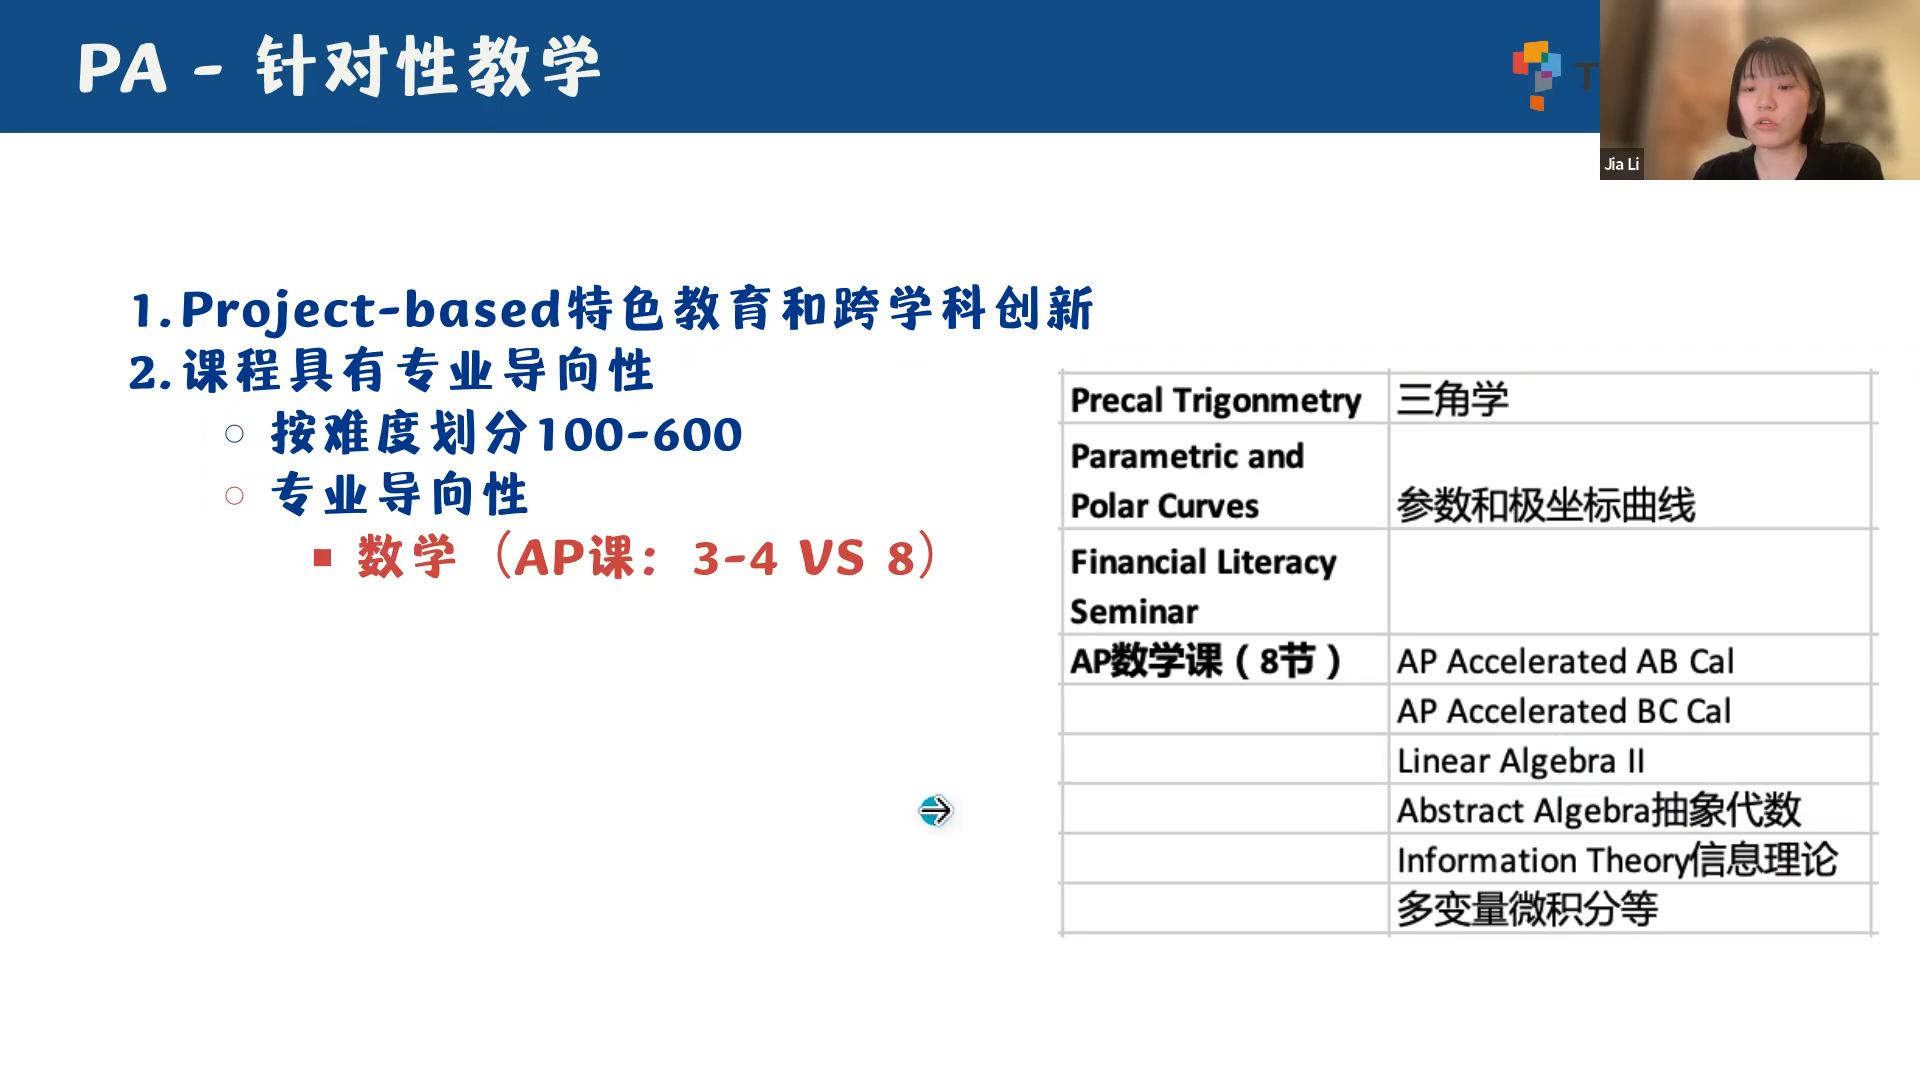 PA - 针对性教学
T
Jia Li
1.Project-based特色教育和跨学科创新
2.课程具有专业导向性
按难度划分100-600
专业导向性
数学（AP课：3-4 VS 8）
Precal Trigonmetry 三角学
Parametric and
Polar Curves 参数和极坐标曲线
Financial Literacy
Seminar
AP数学课（8节） AP Accelerated AB Cal
AP Accelerated BC Cal
Linear Algebra II
Abstract Algebra抽象代数
Information Theory信息理论
多变量微积分等